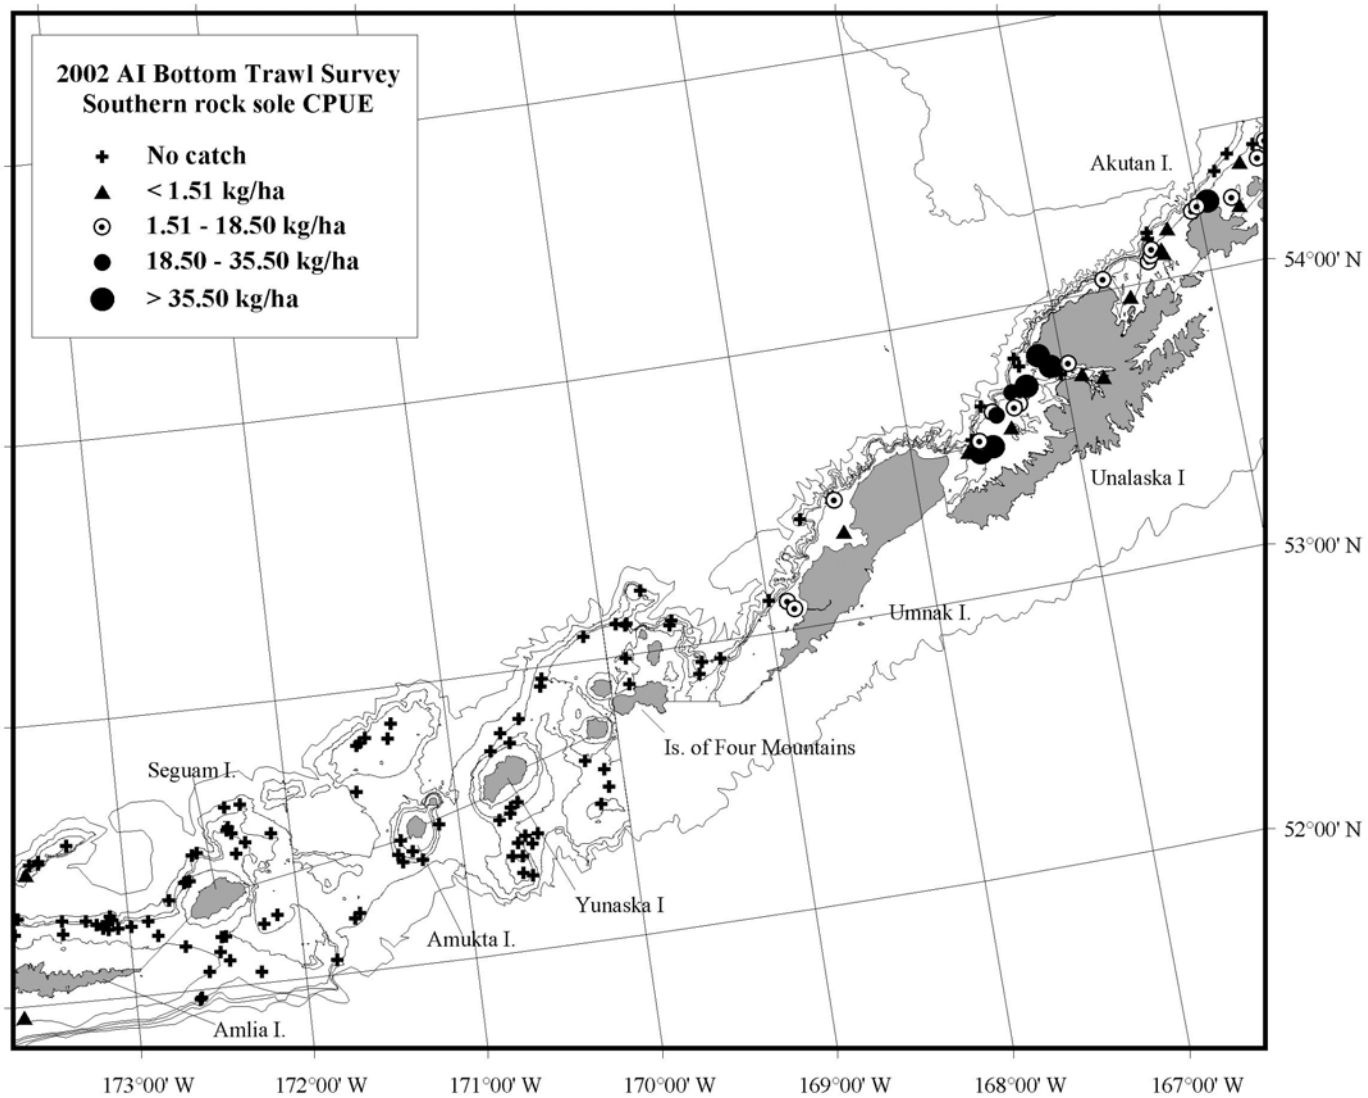 2002 AI Bottom Trawl Survey
Southern rock sole CPUE
No catch
< 1.51 kg/ha
1.51 - 18.50 kg/ha
18.50 - 35.50 kg/ha
> 35.50 kg/ha
Akutan I.
54°00' N
Unalaska I
53°00' N
Umnak I.
Is. of Four Mountains
Seguam I.
52°00' N
Yunaska I
Amukta I.
Amlia I.
173°00' W
172°00' W
171°00' W
170°00' W
169°00' W
168°00' W
167°00' W